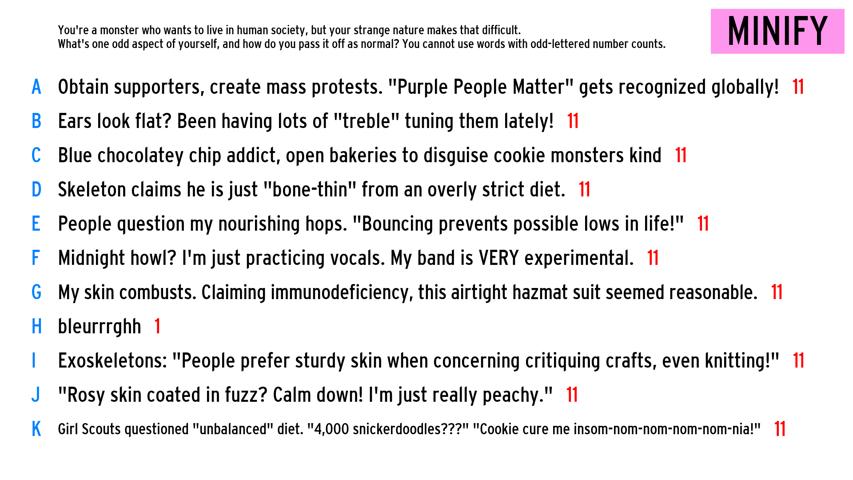 You're a monster who wants to live in human society, but your strange nature makes that difficult.
What's one odd aspect of yourself, and how do you pass it off as normal? You cannot use words with odd-lettered number counts.
MINIFY
A Obtain supporters, create mass protests. "Purple People Matter" gets recognized globally! 11
B Ears look flat? Been having lots of "treble" tuning them lately! 11
C Blue chocolatey chip addict, open bakeries to disguise cookie monsters kind 11
D Skeleton claims he is just "bone-thin" from an overly strict diet. 11
E People question my nourishing hops. "Bouncing prevents possible lows in life!" 11
F Midnight howl? I'm just practicing vocals. My band is VERY experimental. 11
G My skin combusts. Claiming immunodeficiency, this airtight hazmat suit seemed reasonable. 11
H bleurrrghh 1
I Exoskeletons: "People prefer sturdy skin when concerning critiquing crafts, even knitting!" 11
J "Rosy skin coated in fuzz? Calm down! I'm just really peachy." 11
K Girl Scouts questioned "unbalanced" diet. "4,000 snickerdoodles???" "Cookie cure me insom-nom-nom-nom-nom-nia!" 11